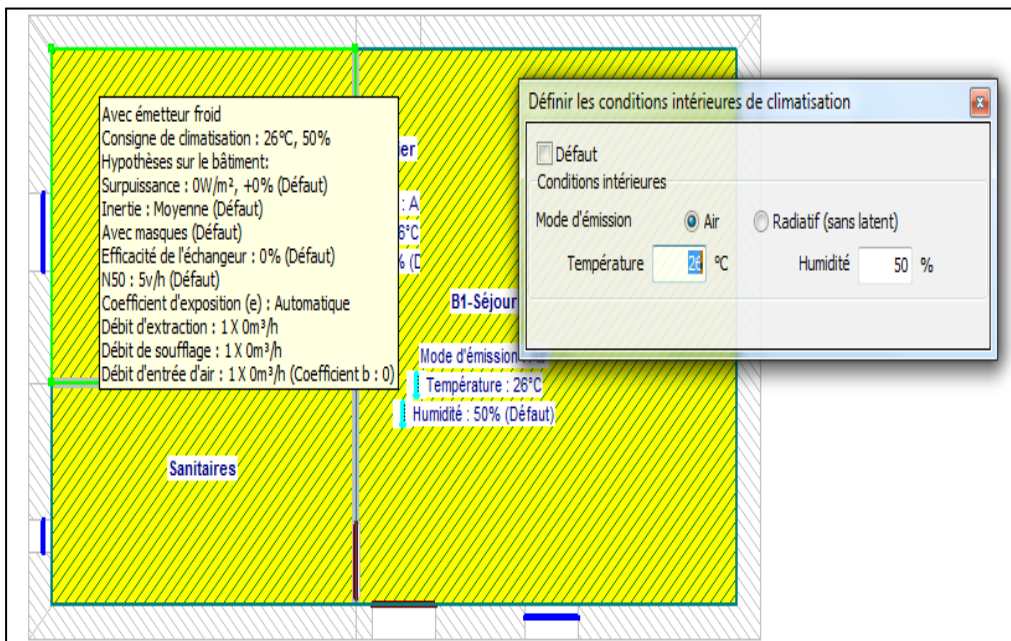 Avec émetteur froid
Consigne de climatisation : 26°C, 50%
Hypothèses sur le bâtiment:
Surpuissance : 0W/m², +0% (Défaut)
Inertie : Moyenne (Défaut)
Avec masques (Défaut)
Efficacité de l'échangeur : 0% (Défaut)
N50 : 5v/h (Défaut)
Coefficient d'exposition (e) : Automatique
Débit d'extraction : 1 X 0m³/h
Débit de soufflage : 1 X 0m³/h
Débit d'entrée d'air : 1 X 0m³/h (Coefficient b : 0)
er
: A
6°C
% (D
Définir les conditions intérieures de climatisation
Défaut
Conditions intérieures
Mode d'émission Air Radiatif (sans latent)
Température 26 °C Humidité 50 %
B1-Séjour
Mode d'émission : Air
Température : 26°C
Humidité : 50% (Défaut)
Sanitaires